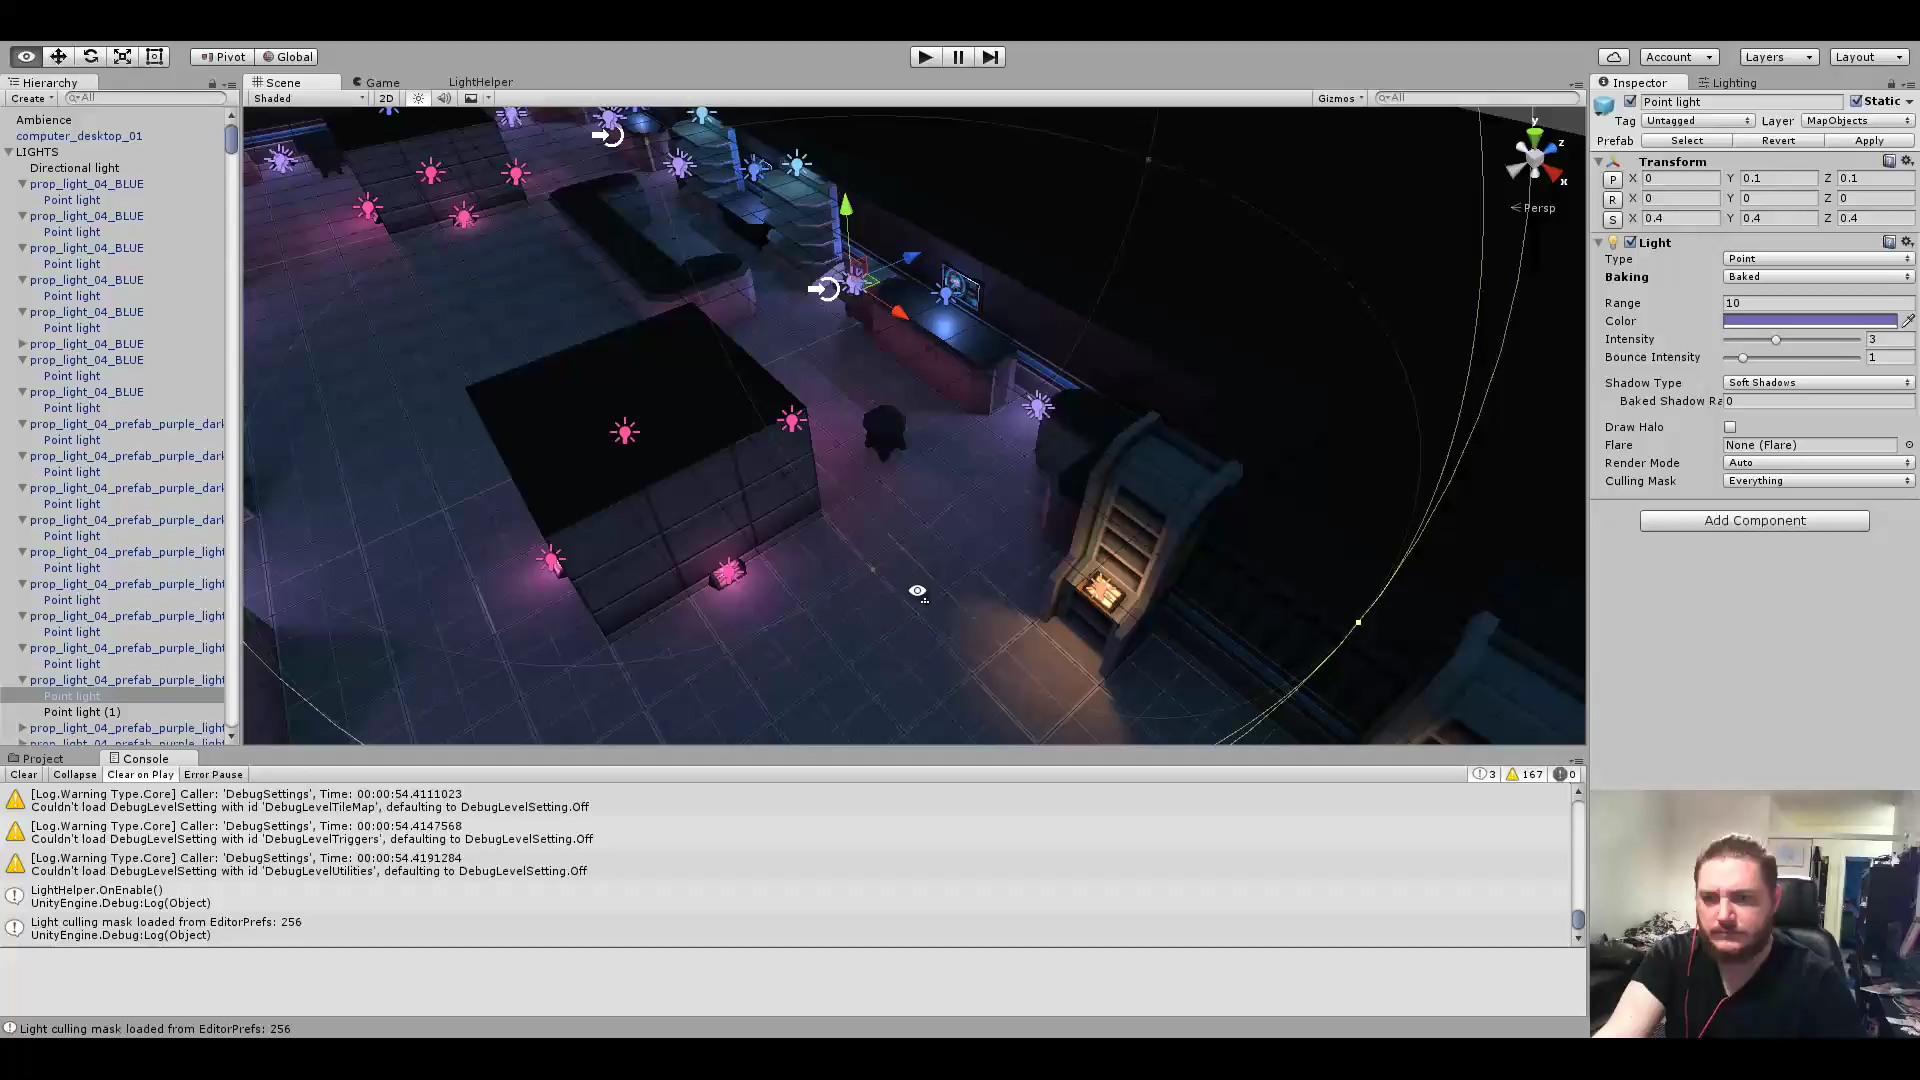 Pivot
Global
Account
Layers
Layout
Hierarchy
Scene
Game
LightHelper
Inspector
Lighting
Create
All
Shaded
2D
Gizmos
All
Point light
Static
Tag
Untagged
Layer
MapObjects
Prefab
Select
Revert
Apply
Transform
P X 0 Y 0.1 Z 0.1
R X 0 Y 0 Z 0
S X 0.4 Y 0.4 Z 0.4
Light
Type Point
Baking Baked
Range 10
Color
Intensity 3
Bounce Intensity 1
Shadow Type Soft Shadows
Baked Shadow Ra 0
Draw Halo
Flare None (Flare)
Render Mode Auto
Culling Mask Everything
Add Component
y
z
x
Persp
Ambience
computer_desktop_01
LIGHTS
Directional light
prop_light_04_BLUE
Point light
prop_light_04_BLUE
Point light
prop_light_04_BLUE
Point light
prop_light_04_BLUE
Point light
prop_light_04_BLUE
Point light
prop_light_04_BLUE
prop_light_04_BLUE
Point light
prop_light_04_BLUE
Point light
prop_light_04_prefab_purple_dark
Point light
prop_light_04_prefab_purple_dark
Point light
prop_light_04_prefab_purple_dark
Point light
prop_light_04_prefab_purple_dark
Point light
prop_light_04_prefab_purple_light
Point light
prop_light_04_prefab_purple_light
Point light
prop_light_04_prefab_purple_light
Point light
prop_light_04_prefab_purple_light
Point light
prop_light_04_prefab_purple_light
Point light
Point light (1)
prop_light_04_prefab_purple_light
Project
Console
Clear
Collapse
Clear on Play
Error Pause
3
167
0
[Log.Warning Type.Core] Caller: 'DebugSettings', Time: 00:00:54.4111023
Couldn't load DebugLevelSetting with id 'DebugLevelTileMap', defaulting to DebugLevelSetting.Off
[Log.Warning Type.Core] Caller: 'DebugSettings', Time: 00:00:54.4147568
Couldn't load DebugLevelSetting with id 'DebugLevelTriggers', defaulting to DebugLevelSetting.Off
[Log.Warning Type.Core] Caller: 'DebugSettings', Time: 00:00:54.4191284
Couldn't load DebugLevelSetting with id 'DebugLevelUtilities', defaulting to DebugLevelSetting.Off
LightHelper.OnEnable()
UnityEngine.Debug:Log(Object)
Light culling mask loaded from EditorPrefs: 256
UnityEngine.Debug:Log(Object)
Light culling mask loaded from EditorPrefs: 256